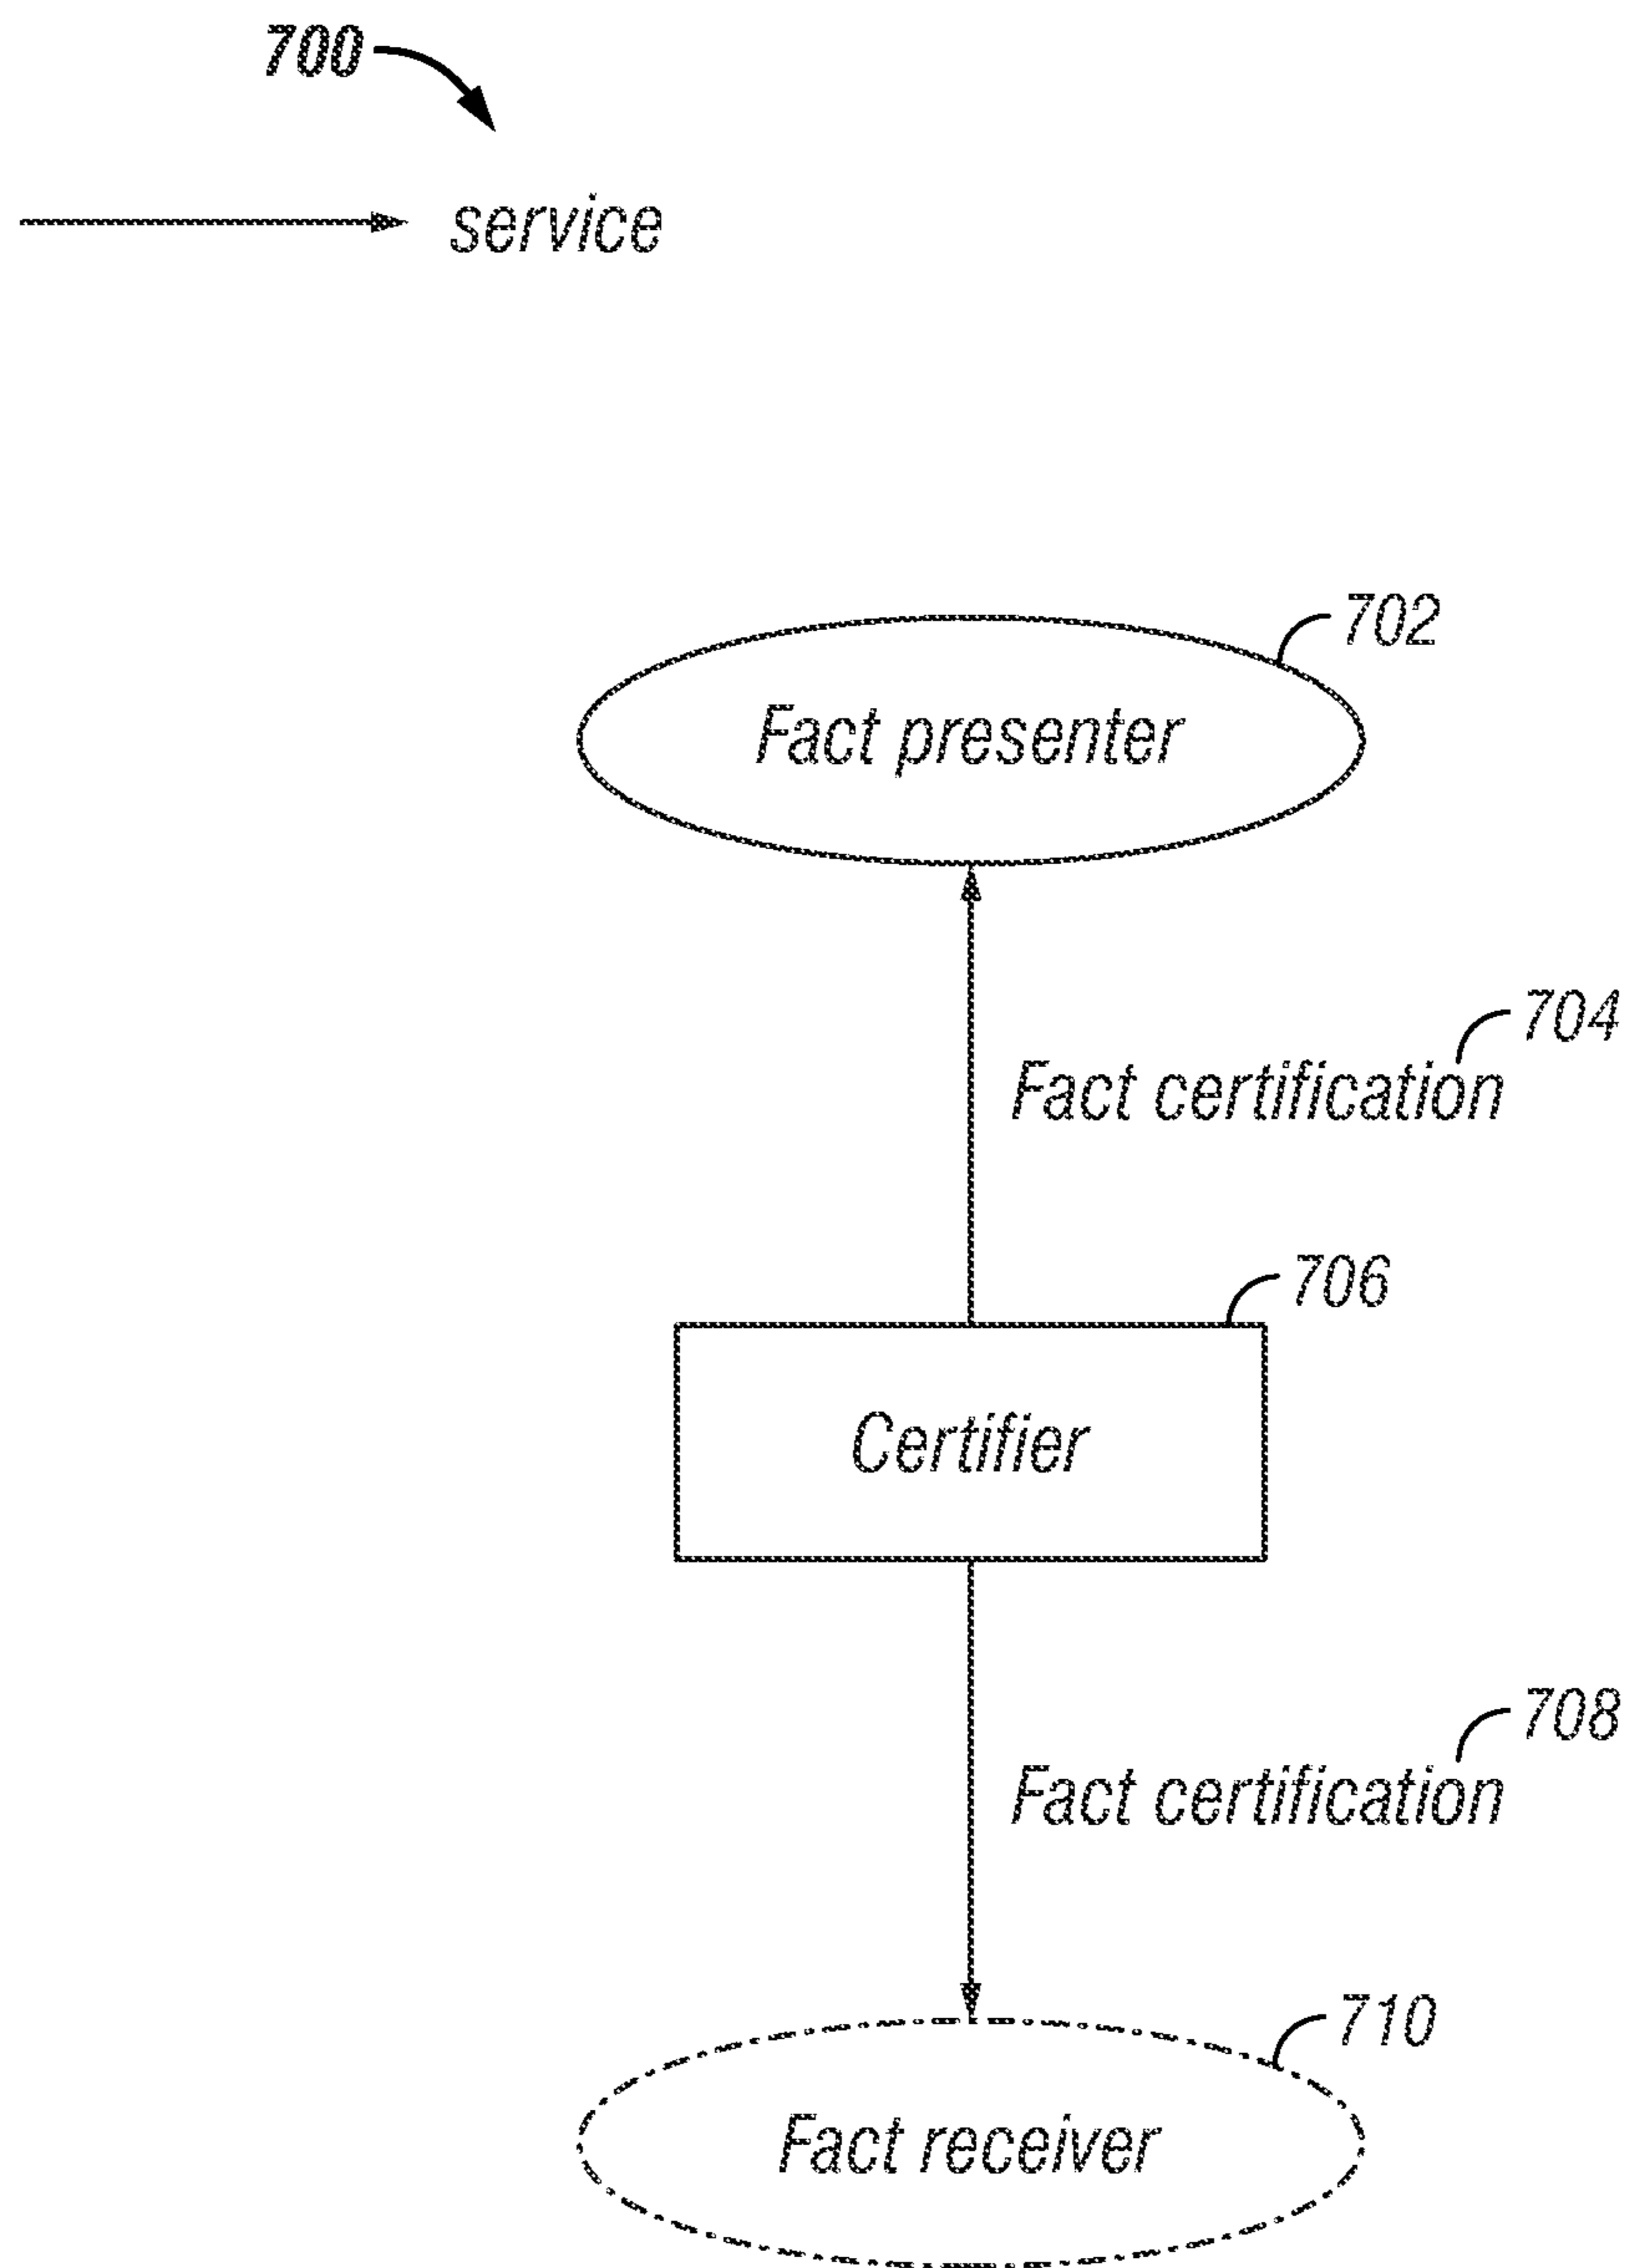 700
service
702
Fact presenter
704
Fact certification
706
Certifier
708
Fact certification
710
Fact receiver